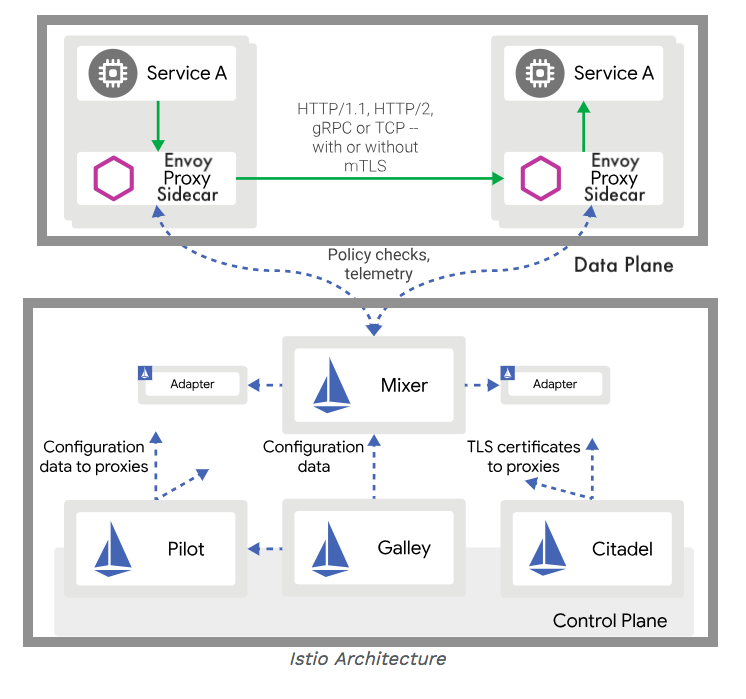 Service A
Service A
HTTP/1.1, HTTP/2,
gRPC or TCP --
with or without
mTLS
Envoy
Proxy
Sidecar
Envoy
Proxy
Sidecar
Policy checks,
telemetry
Data Plane
Mixer
Adapter
Adapter
Configuration
data to proxies
Configuration
data
TLS certificates
to proxies
Pilot
Galley
Citadel
Control Plane
Istio Architecture